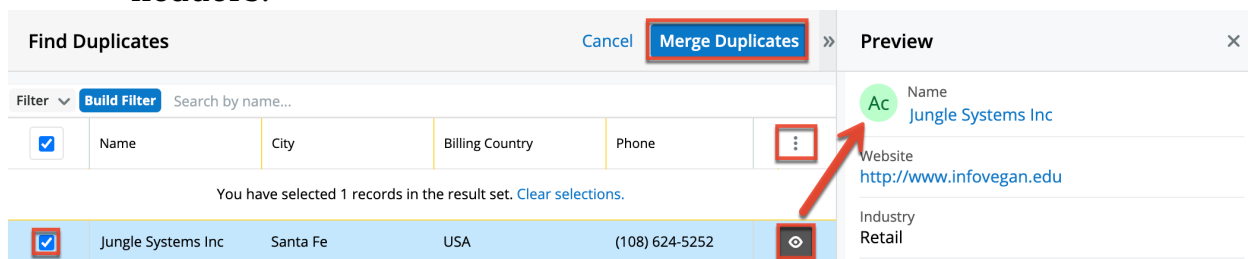 Find Duplicates Cancel Merge Duplicates » Preview ×
Filter Build Filter Search by name...
Ac Name
Jungle Systems Inc
Name City Billing Country Phone
Website
http://www.infovegan.edu
You have selected 1 records in the result set. Clear selections.
Industry
Retail
Jungle Systems Inc Santa Fe USA (108) 624-5252